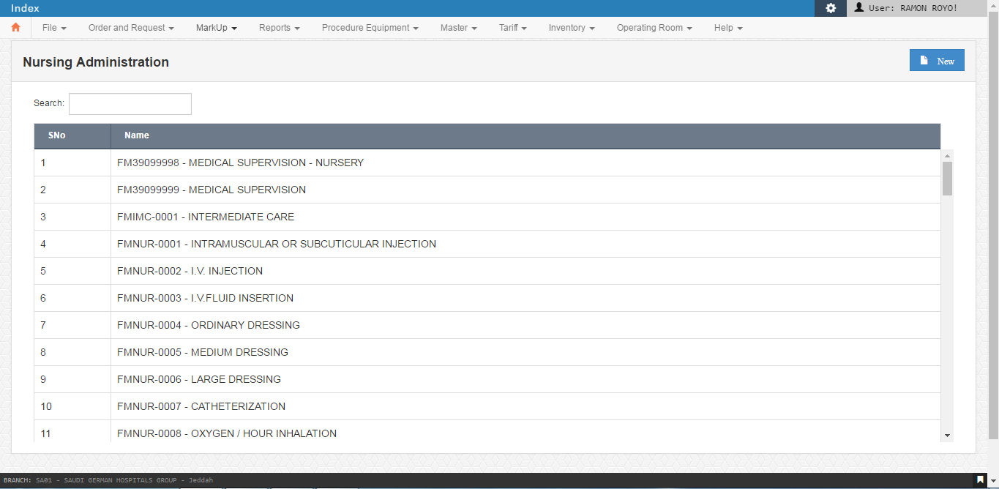 Index
User: RAMON ROYO!
File Order and Request MarkUp Reports Procedure Equipment Master Tariff Inventory Operating Room Help
Nursing Administration
New
Search:
SNo Name
1 FM39099998 - MEDICAL SUPERVISION - NURSERY
2 FM39099999 - MEDICAL SUPERVISION
3 FMIMC-0001 - INTERMEDIATE CARE
4 FMNUR-0001 - INTRAMUSCULAR OR SUBCUTICULAR INJECTION
5 FMNUR-0002 - I.V. INJECTION
6 FMNUR-0003 - I.V.FLUID INSERTION
7 FMNUR-0004 - ORDINARY DRESSING
8 FMNUR-0005 - MEDIUM DRESSING
9 FMNUR-0006 - LARGE DRESSING
10 FMNUR-0007 - CATHETERIZATION
11 FMNUR-0008 - OXYGEN / HOUR INHALATION
BRANCH: SA01 - SAUDI GERMAN HOSPITALS GROUP - Jeddah